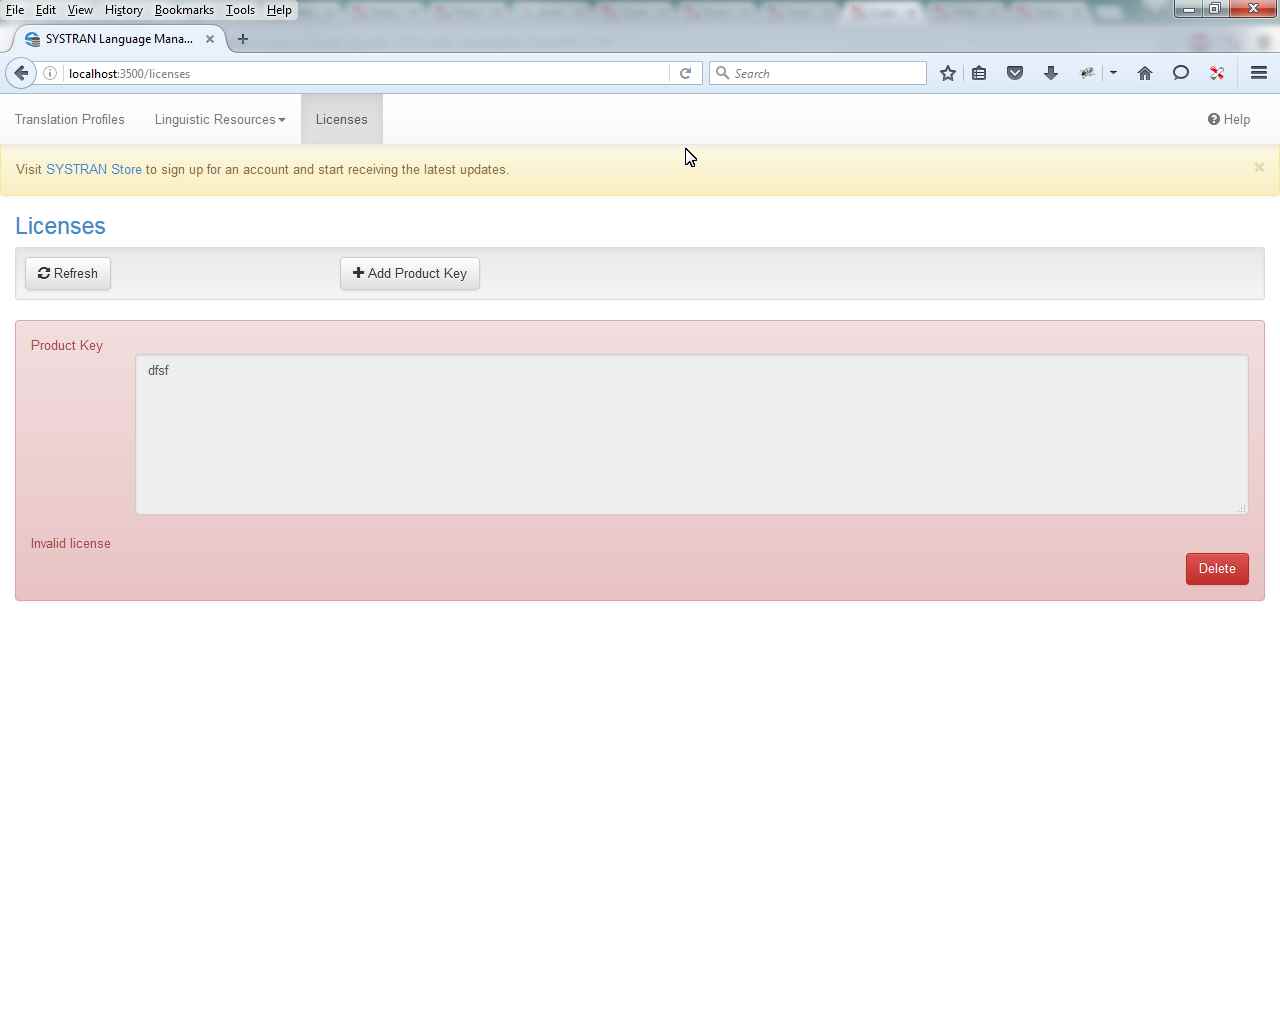 File Edit View History Bookmarks Tools Help
SYSTRAN Language Mana...
localhost:3500/licenses
Search
Translation Profiles Linguistic Resources Licenses Help
Visit SYSTRAN Store to sign up for an account and start receiving the latest updates.
Licenses
Refresh Add Product Key
Product Key
dfsf
Invalid license
Delete